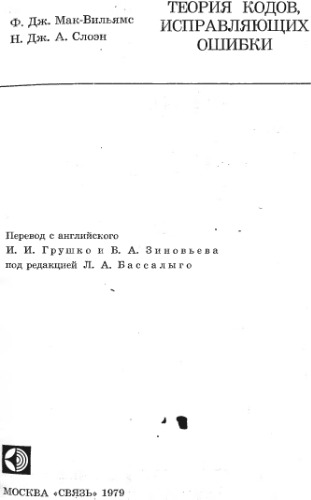 Ф. Дж. Мак-Вильямс
Н. Дж. А. Слоэн
ТЕОРИЯ КОДОВ,
ИСПРАВЛЯЮЩИХ
ОШИБКИ
Перевод с английского
И. И. Грушко и В. А. Зиновьева
под редакцией Л. А. Бассалыго
МОСКВА «СВЯЗЬ» 1979